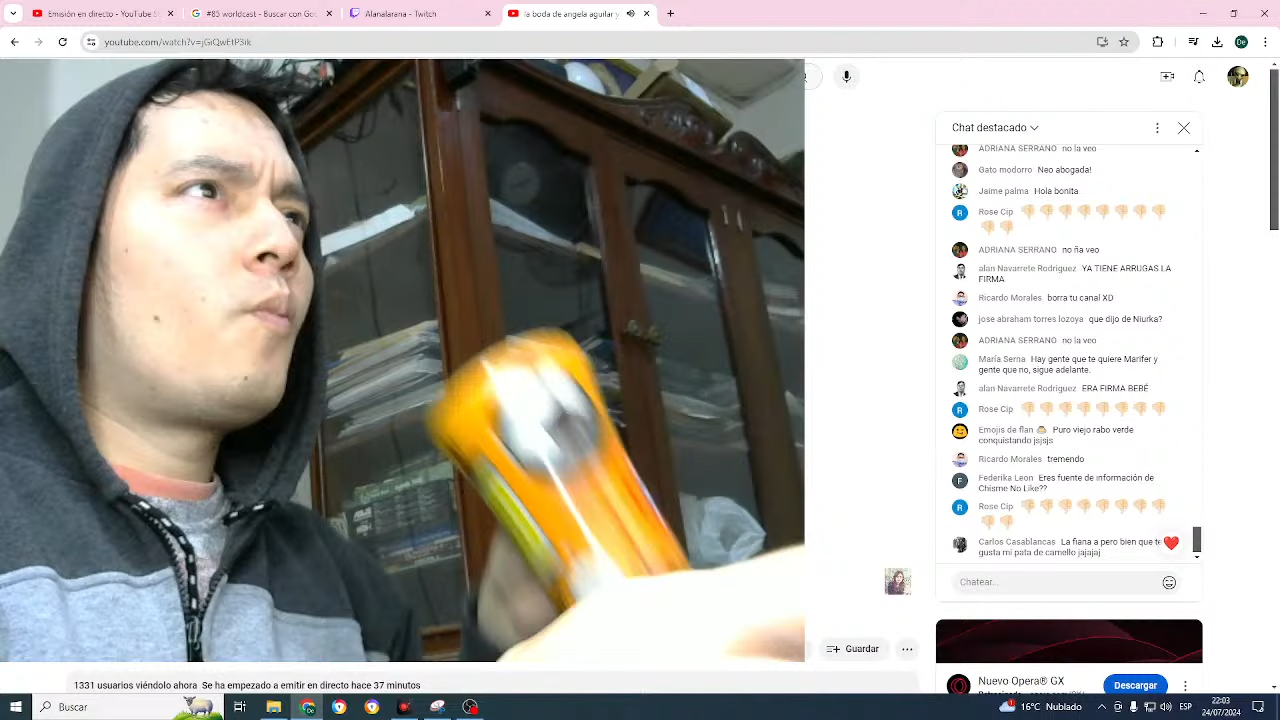 Emisión en directo - YouTube St
#85 worldcast - Buscar con Goo
Alanalarana - Twitch
la boda de angela aguilar y
youtube.com/watch?v=jGiQwEtP3ik
De
Chat destacado
ADRIANA SERRANO no la veo
Gato modorro Neo abogada!
Jaime palma Hola bonita
Rose Cip 👎🏻👎🏻👎🏻👎🏻👎🏻👎🏻👎🏻👎🏻
👎🏻👎🏻
ADRIANA SERRANO no ña veo
alan Navarrete Rodriguez YA TIENE ARRUGAS LA
FIRMA
Ricardo Morales borra tu canal XD
jose abraham torres lozoya que dijo de Niurka?
ADRIANA SERRANO no la veo
María Serna Hay gente que te quiere Marifer y
gente que no, sigue adelante.
alan Navarrete Rodriguez ERA FIRMA BEBÉ
R Rose Cip 👎🏻👎🏻👎🏻👎🏻👎🏻👎🏻👎🏻👎🏻
Emojis de flan 👶🏻 Puro viejo rabo verde
conquistando jsjsjs
Ricardo Morales tremendo
F Federika Leon Eres fuente de información de
Chisme No Like??
R Rose Cip 👎🏻👎🏻👎🏻👎🏻👎🏻👎🏻👎🏻👎🏻
👎🏻👎🏻
Carlos Casablancas La fiana a pero bien que te
gusta mi pata de camello jajajaj
Chatear...
Guardar
1331 usuarios viéndolo ahora Se ha empezado a emitir en directo hace 37 minutos
Nuevo Opera® GX
Descargar
Buscar
16°C Nublado
ESP
22:03
24/07/2024